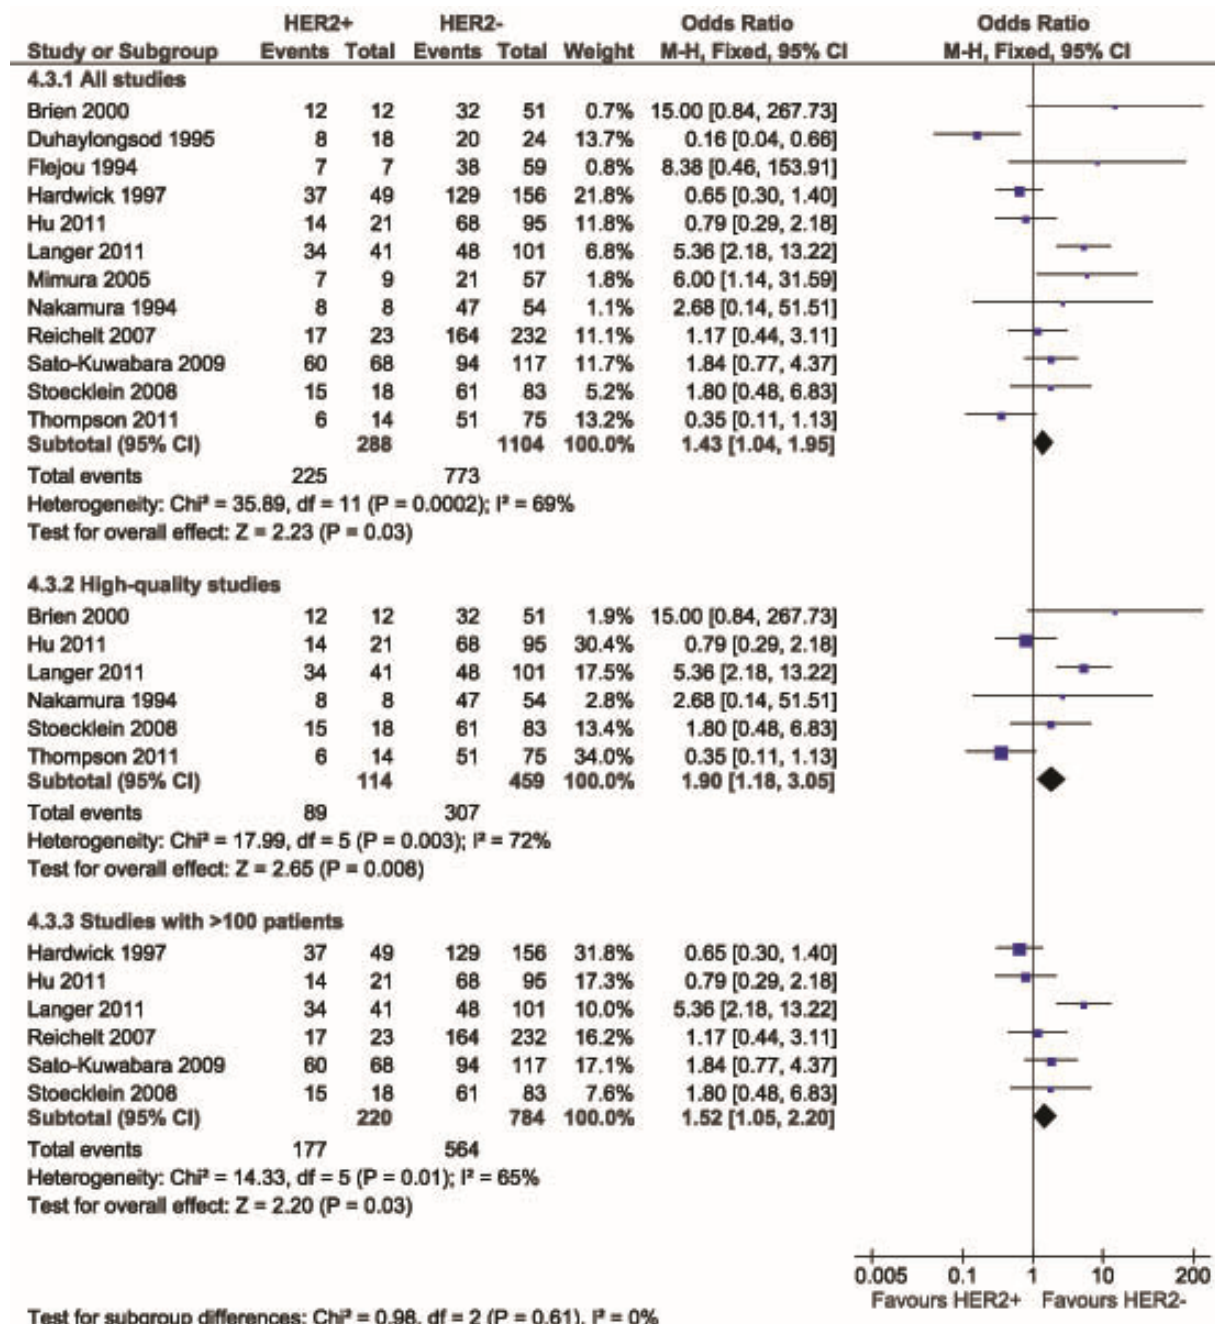 HER2+ HER2- Odds Ratio Odds Ratio
Study or Subgroup Events Total Events Total Weight M-H, Fixed, 95% CI M-H, Fixed, 95% CI
4.3.1 All studies
Brien 2000 12 12 32 51 0.7% 15.00 [0.84, 267.73]
Duhaylongsod 1995 8 18 20 24 13.7% 0.16 [0.04, 0.66]
Flejou 1994 7 7 38 59 0.8% 8.38 [0.46, 153.91]
Hardwick 1997 37 49 129 156 21.8% 0.65 [0.30, 1.40]
Hu 2011 14 21 68 95 11.8% 0.79 [0.29, 2.18]
Langer 2011 34 41 48 101 6.8% 5.36 [2.18, 13.22]
Mimura 2005 7 9 21 57 1.8% 6.00 [1.14, 31.59]
Nakamura 1994 8 8 47 54 1.1% 2.68 [0.14, 51.51]
Reichelt 2007 17 23 164 232 11.1% 1.17 [0.44, 3.11]
Sato-Kuwabara 2009 60 68 94 117 11.7% 1.84 [0.77, 4.37]
Stoecklein 2008 15 18 61 83 5.2% 1.80 [0.48, 6.83]
Thompson 2011 6 14 51 75 13.2% 0.35 [0.11, 1.13]
Subtotal (95% CI) 288 1104 100.0% 1.43 [1.04, 1.95]
Total events 225 773
Heterogeneity: Chi² = 35.89, df = 11 (P = 0.0002); I² = 69%
Test for overall effect: Z = 2.23 (P = 0.03)
4.3.2 High-quality studies
Brien 2000 12 12 32 51 1.9% 15.00 [0.84, 267.73]
Hu 2011 14 21 68 95 30.4% 0.79 [0.29, 2.18]
Langer 2011 34 41 48 101 17.5% 5.36 [2.18, 13.22]
Nakamura 1994 8 8 47 54 2.8% 2.68 [0.14, 51.51]
Stoecklein 2008 15 18 61 83 13.4% 1.80 [0.48, 6.83]
Thompson 2011 6 14 51 75 34.0% 0.35 [0.11, 1.13]
Subtotal (95% CI) 114 459 100.0% 1.90 [1.18, 3.05]
Total events 89 307
Heterogeneity: Chi² = 17.99, df = 5 (P = 0.003); I² = 72%
Test for overall effect: Z = 2.65 (P = 0.008)
4.3.3 Studies with >100 patients
Hardwick 1997 37 49 129 156 31.8% 0.65 [0.30, 1.40]
Hu 2011 14 21 68 95 17.3% 0.79 [0.29, 2.18]
Langer 2011 34 41 48 101 10.0% 5.36 [2.18, 13.22]
Reichelt 2007 17 23 164 232 16.2% 1.17 [0.44, 3.11]
Sato-Kuwabara 2009 60 68 94 117 17.1% 1.84 [0.77, 4.37]
Stoecklein 2008 15 18 61 83 7.6% 1.80 [0.48, 6.83]
Subtotal (95% CI) 220 784 100.0% 1.52 [1.05, 2.20]
Total events 177 564
Heterogeneity: Chi² = 14.33, df = 5 (P = 0.01); I² = 65%
Test for overall effect: Z = 2.20 (P = 0.03)
0.005 0.1 1 10 200
Favours HER2+ Favours HER2-
Test for subgroup differences: Chi² = 0.98, df = 2 (P = 0.61), I² = 0%